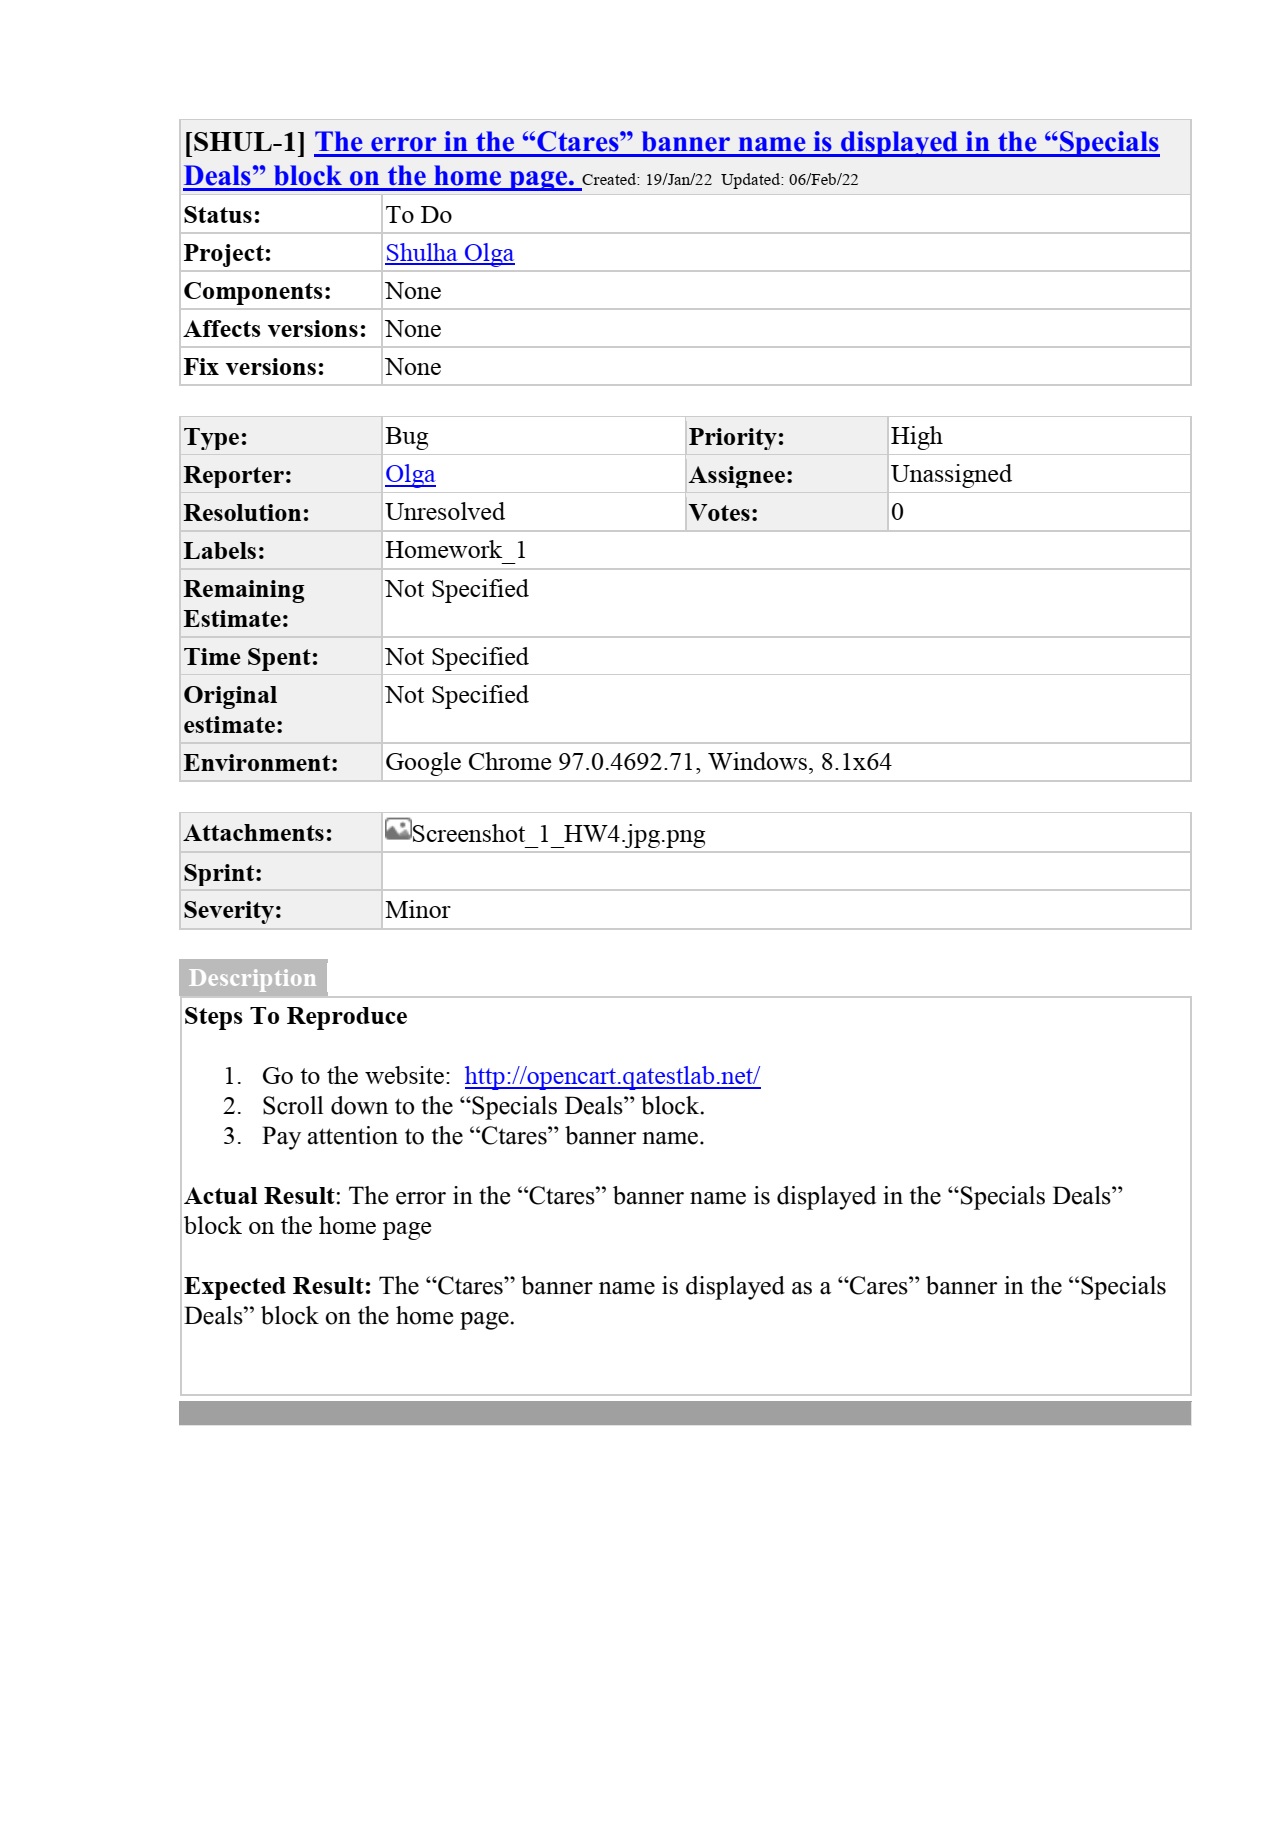 [SHUL-1] The error in the “Ctares” banner name is displayed in the “Specials
Deals” block on the home page. Created: 19/Jan/22  Updated: 06/Feb/22
Status: To Do
Project: Shulha Olga
Components: None
Affects versions: None
Fix versions: None
Type: Bug Priority: High
Reporter: Olga Assignee: Unassigned
Resolution: Unresolved Votes: 0
Labels: Homework_1
Remaining Not Specified
Estimate:
Time Spent: Not Specified
Original Not Specified
estimate:
Environment: Google Chrome 97.0.4692.71, Windows, 8.1x64
Attachments: Screenshot_1_HW4.jpg.png
Sprint:
Severity: Minor
Description
Steps To Reproduce
1. Go to the website:  http://opencart.qatestlab.net/
2. Scroll down to the “Specials Deals” block.
3. Pay attention to the “Ctares” banner name.
Actual Result: The error in the “Ctares” banner name is displayed in the “Specials Deals”
block on the home page
Expected Result: The “Ctares” banner name is displayed as a “Cares” banner in the “Specials
Deals” block on the home page.